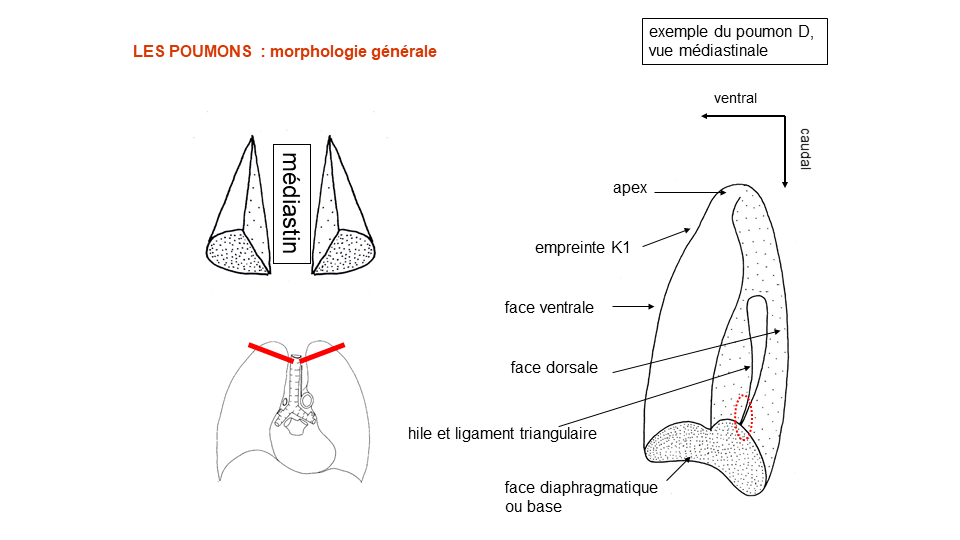 LES POUMONS : morphologie générale
exemple du poumon D,
vue médiastinale
médiastin
ventral
caudal
apex
empreinte K1
face ventrale
face dorsale
hile et ligament triangulaire
face diaphragmatique
ou base